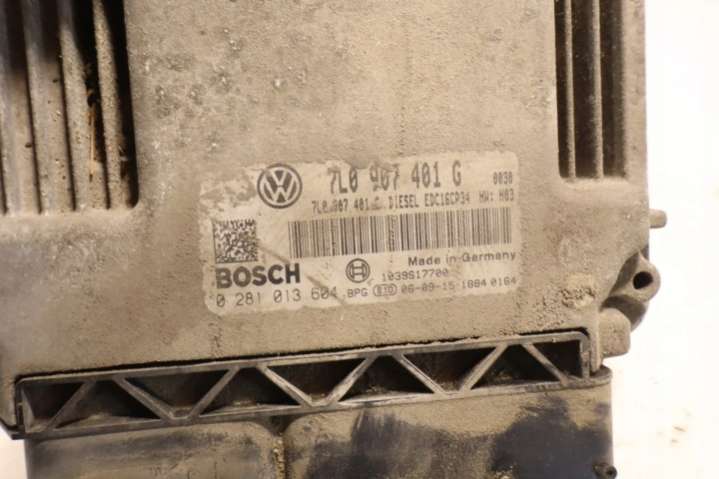 7L0 907 401 G 0030
7L0 907 401 DIESEL EDC16CP34 HW: H03
BOSCH
Made in Germany
1039S17700
0 281 013 604 BPG 06-09-15 1884 0164